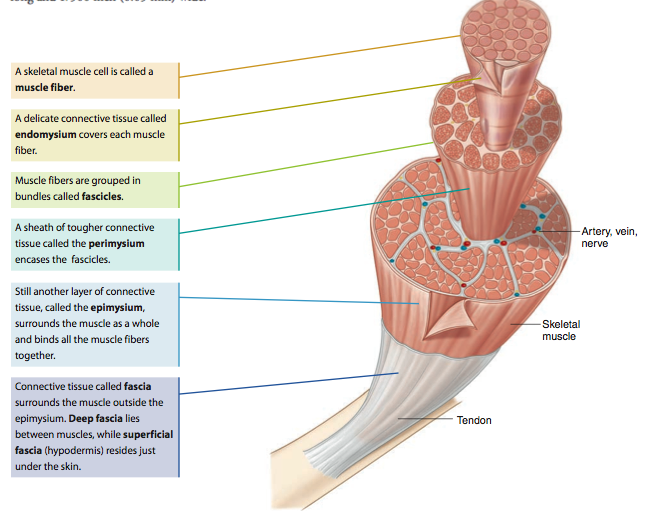 A skeletal muscle cell is called a
muscle fiber.
A delicate connective tissue called
endomysium covers each muscle
fiber.
Muscle fibers are grouped in
bundles called fascicles.
A sheath of tougher connective
tissue called the perimysium
encases the fascicles.
Still another layer of connective
tissue, called the epimysium,
surrounds the muscle as a whole
and binds all the muscle fibers
together.
Connective tissue called fascia
surrounds the muscle outside the
epimysium. Deep fascia lies
between muscles, while superficial
fascia (hypodermis) resides just
under the skin.
Artery, vein,
nerve
Skeletal
muscle
Tendon